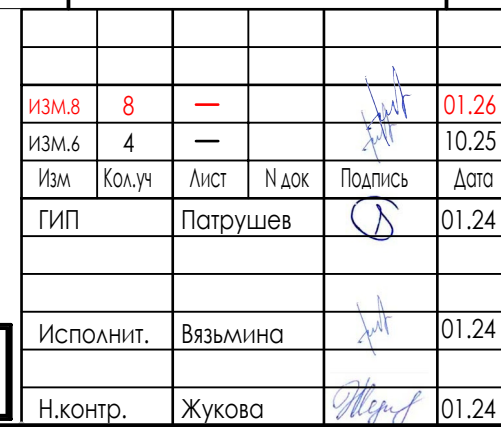 изм.8 8 — 01.26
изм.6 4 — 10.25
Изм Кол.уч Лист N док Подпись Дата
ГИП Патрушев 01.24
Исполнит. Вязьмина 01.24
Н.контр. Жукова 01.24